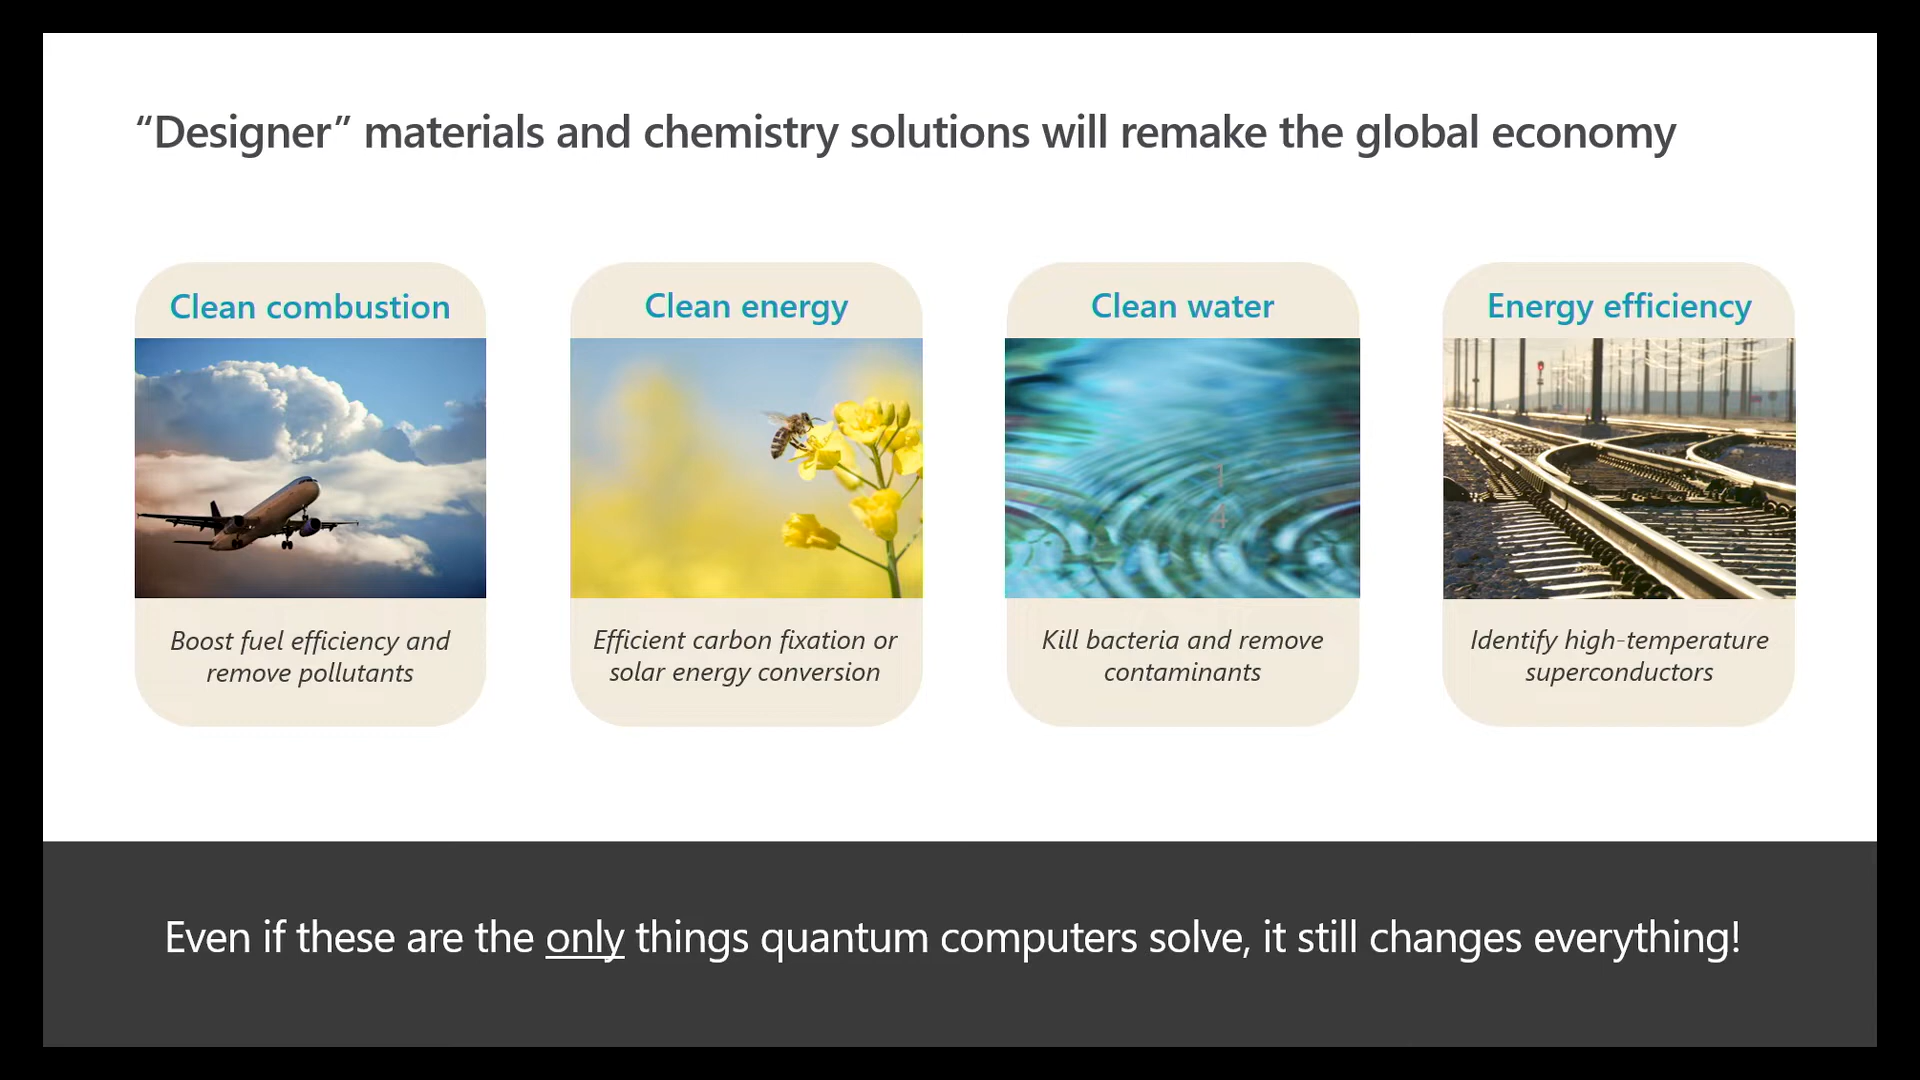 “Designer” materials and chemistry solutions will remake the global economy
Clean combustion
Boost fuel efficiency and
remove pollutants
Clean energy
Efficient carbon fixation or
solar energy conversion
Clean water
1
4
Kill bacteria and remove
contaminants
Energy efficiency
Identify high-temperature
superconductors
Even if these are the only things quantum computers solve, it still changes everything!